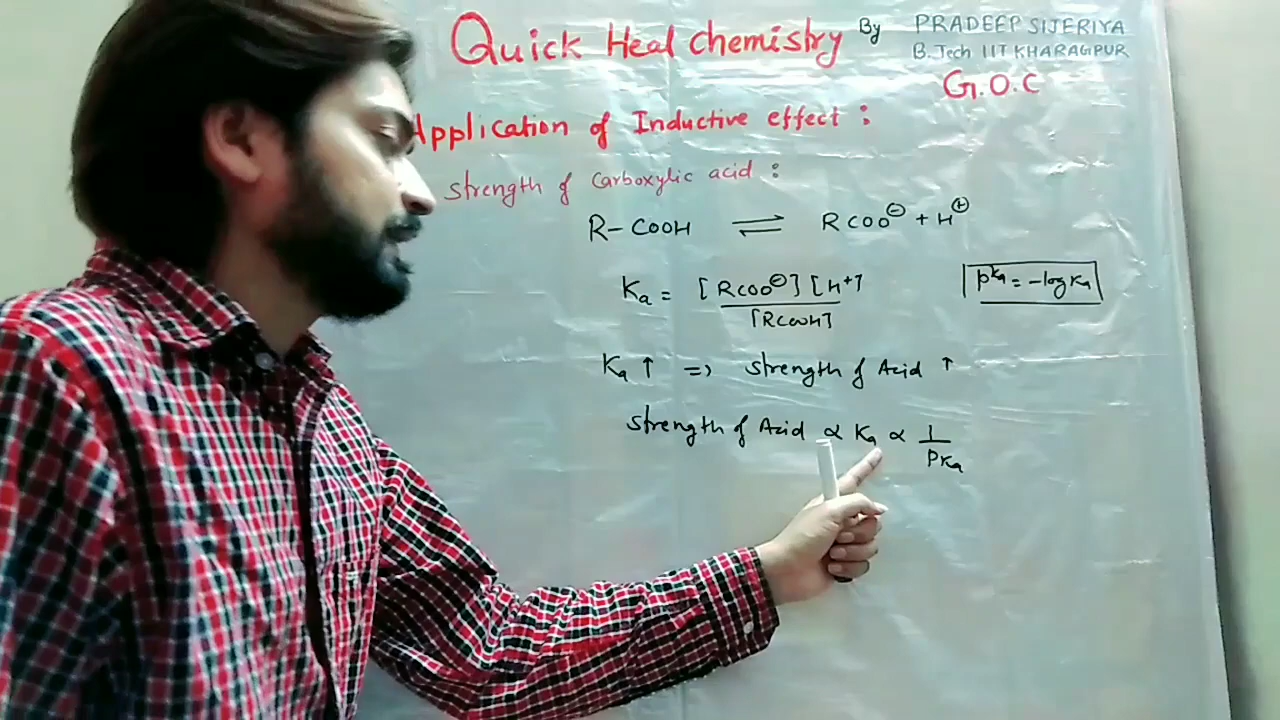 Quick Heal chemistry By PRADEEP SIJERIYA
B.Tech IIT KHARAGPUR
G.O.C
Application of Inductive effect :
strength of Carboxylic acid :
R-COOH ⇌ RCOO⊖ + H⊕
Ka = [RCOO⊖] [H+] / [RCOOH]
pKa = -log Ka
Ka ↑ => strength of Acid ↑
strength of Acid ∝ Ka ∝ 1/PKa